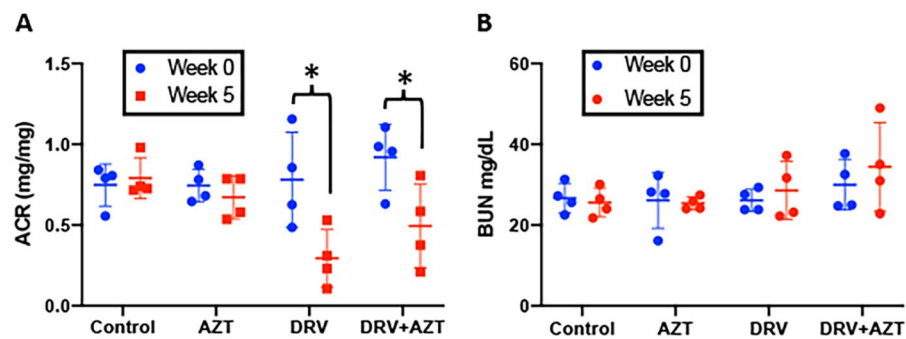 A
ACR (mg/mg)
1.5
1.0
0.5
0.0
Week 0
Week 5
*
*
Control AZT DRV DRV+AZT
B
BUN mg/dL
60
40
20
0
Week 0
Week 5
Control AZT DRV DRV+AZT